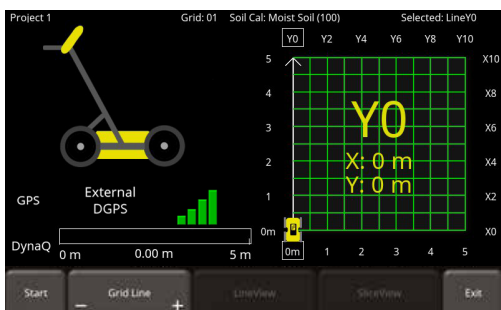 Project 1 Grid: 01 Soil Cal: Moist Soil (100) Selected: LineY0
Y0 Y2 Y4 Y6 Y8 Y10
5 X10
4 X8
3 X6
2 X4
1 X2
0m X0
Y0
X: 0 m
Y: 0 m
GPS External DGPS
DynaQ 0 m 0.00 m 5 m
0m 1 2 3 4 5
Start − Grid Line + LineView SliceView Exit